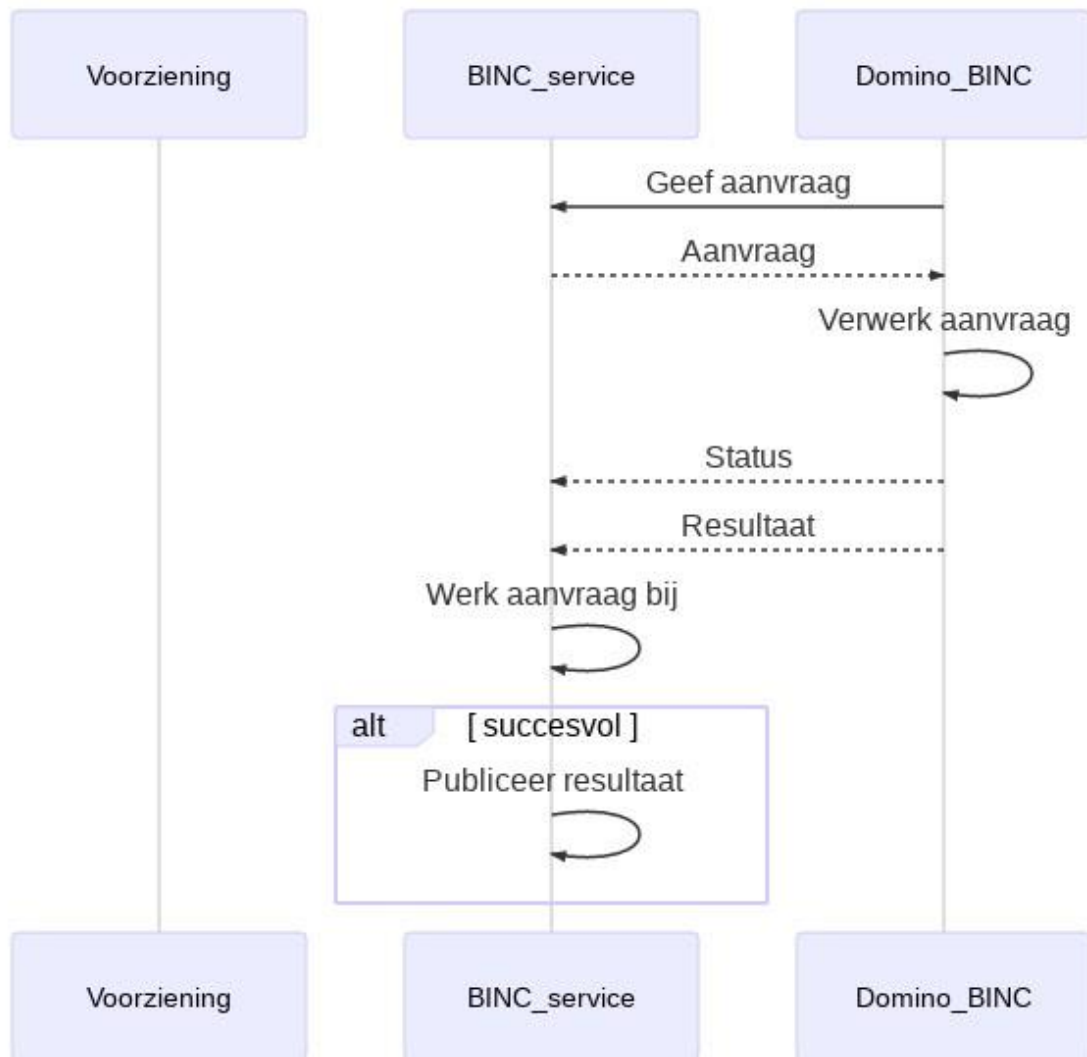 Voorziening
BINC_service
Domino_BINC
Geef aanvraag
Aanvraag
Verwerk aanvraag
Status
Resultaat
Werk aanvraag bij
alt
[ succesvol ]
Publiceer resultaat
Voorziening
BINC_service
Domino_BINC